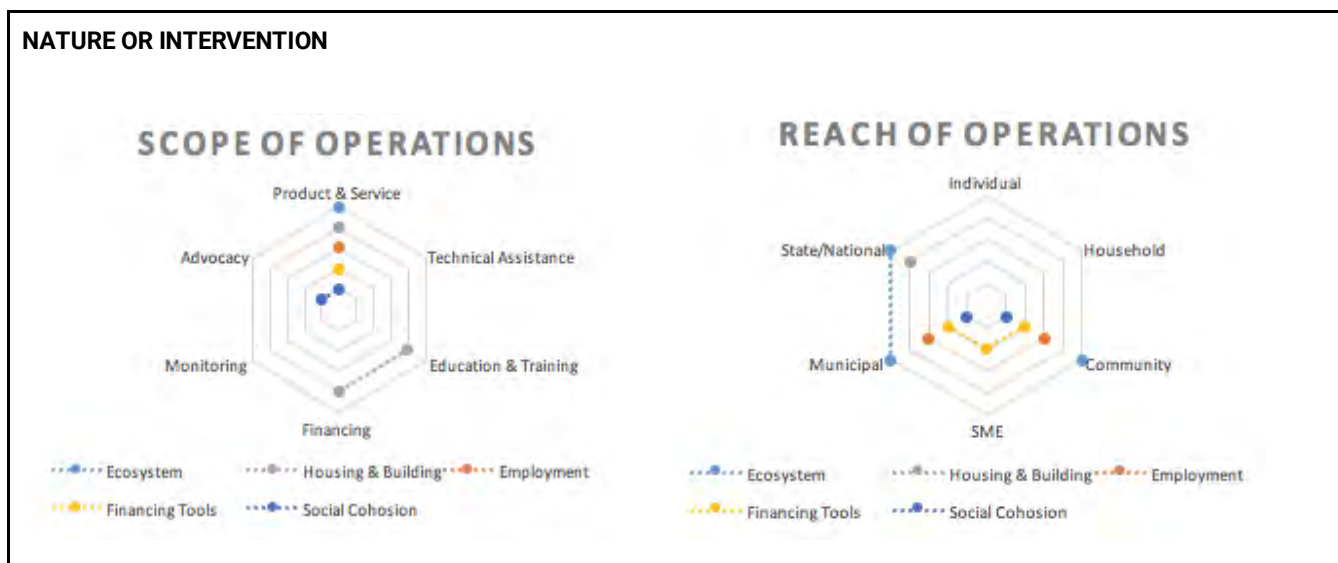 NATURE OR INTERVENTION
SCOPE OF OPERATIONS
Product & Service
Advocacy
Technical Assistance
Monitoring
Education & Training
Financing
Ecosystem
Housing & Building
Employment
Financing Tools
Social Cohosion
REACH OF OPERATIONS
Individual
State/National
Household
Municipal
Community
SME
Ecosystem
Housing & Building
Employment
Financing Tools
Social Cohosion